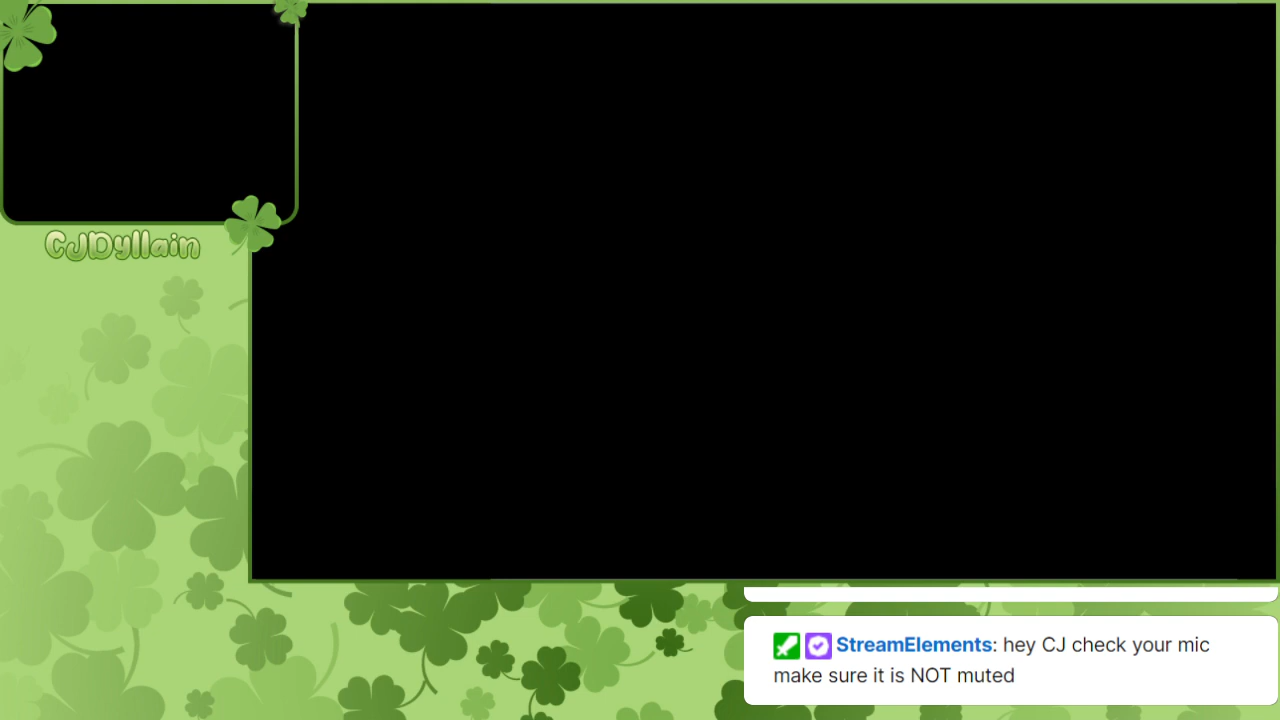 CJDyllain
StreamElements: hey CJ check your mic
make sure it is NOT muted